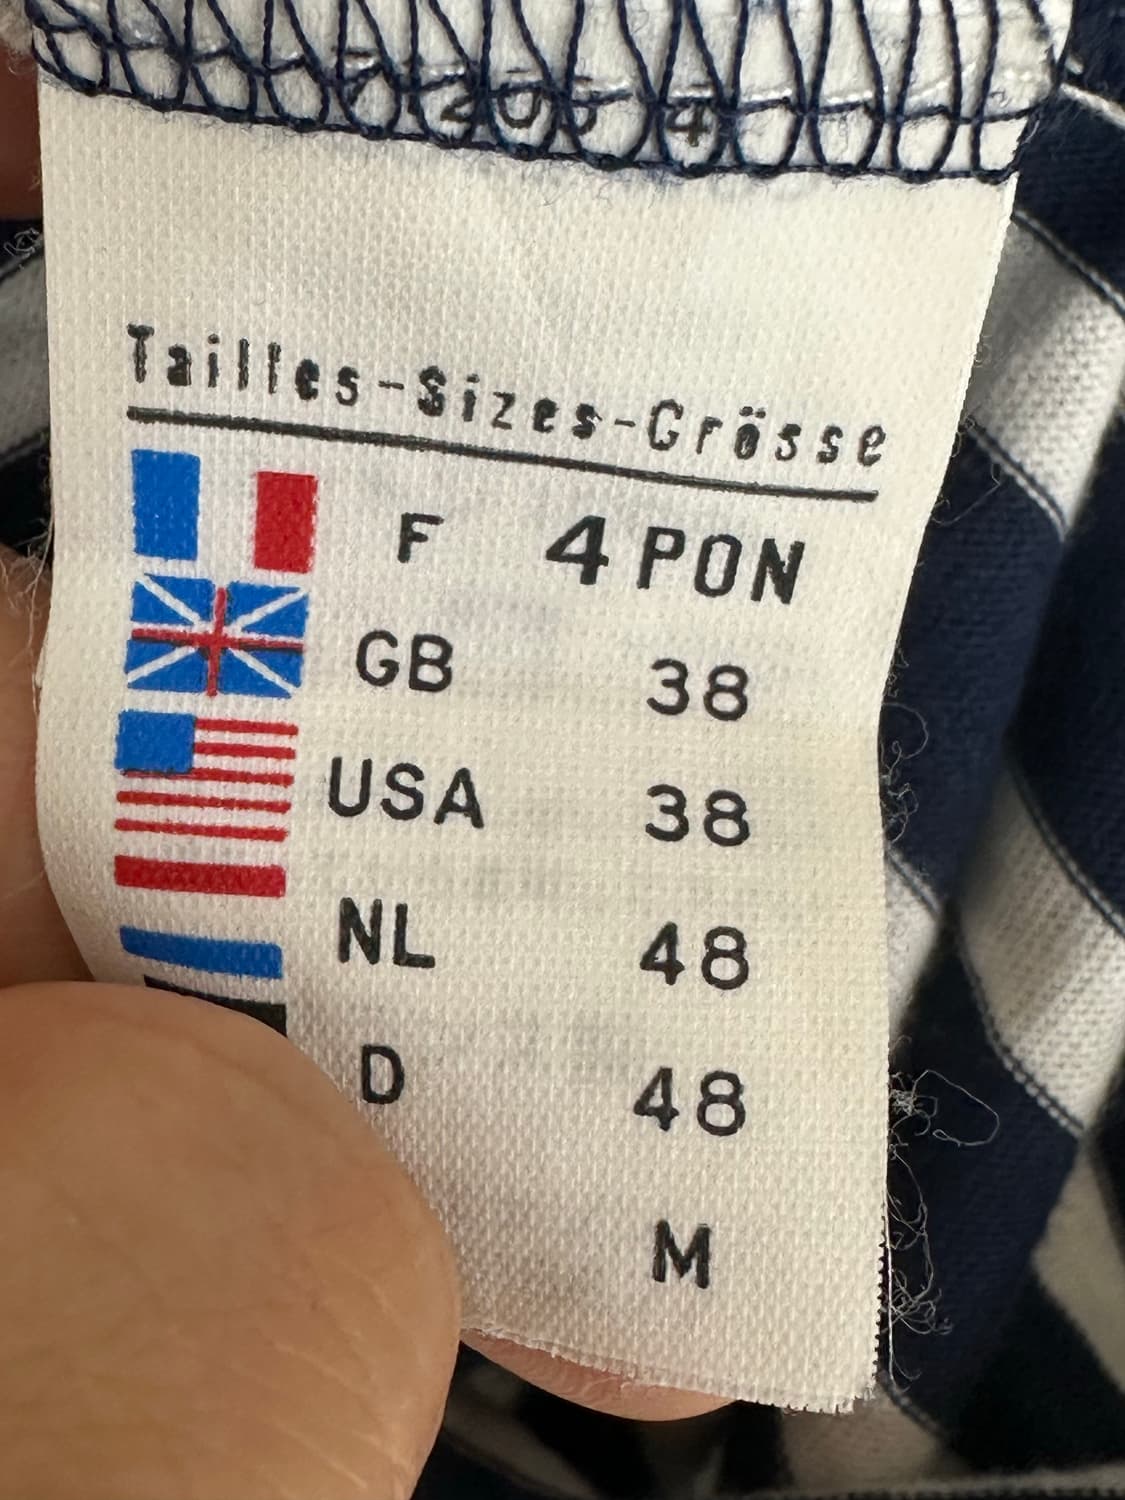 Tailles-Sizes-Grösse
F 4 PON
GB 38
USA 38
NL 48
D 48
M